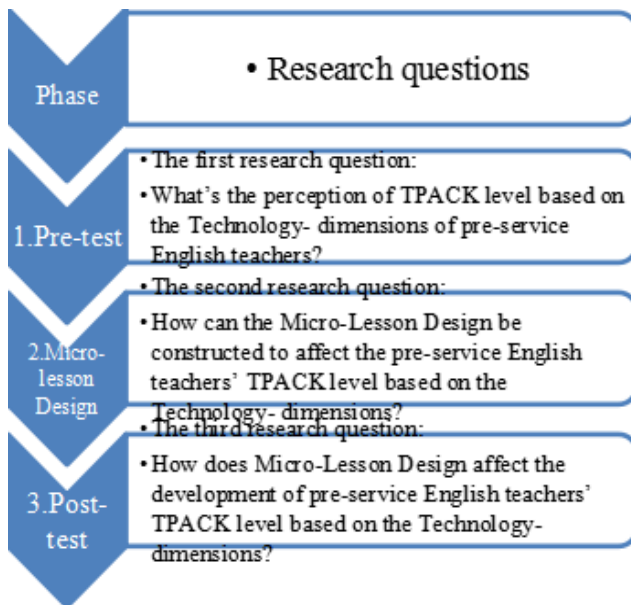 Phase
• Research questions
1.Pre-test
•The first research question:
•What's the perception of TPACK level based on
the Technology- dimensions of pre-service
English teachers?
2.Micro-
lesson
Design
•The second research question:
•How can the Micro-Lesson Design be
constructed to affect the pre-service English
teachers' TPACK level based on the
Technology- dimensions?
3.Post-
test
•The third research question:
•How does Micro-Lesson Design affect the
development of pre-service English teachers'
TPACK level based on the Technology-
dimensions?